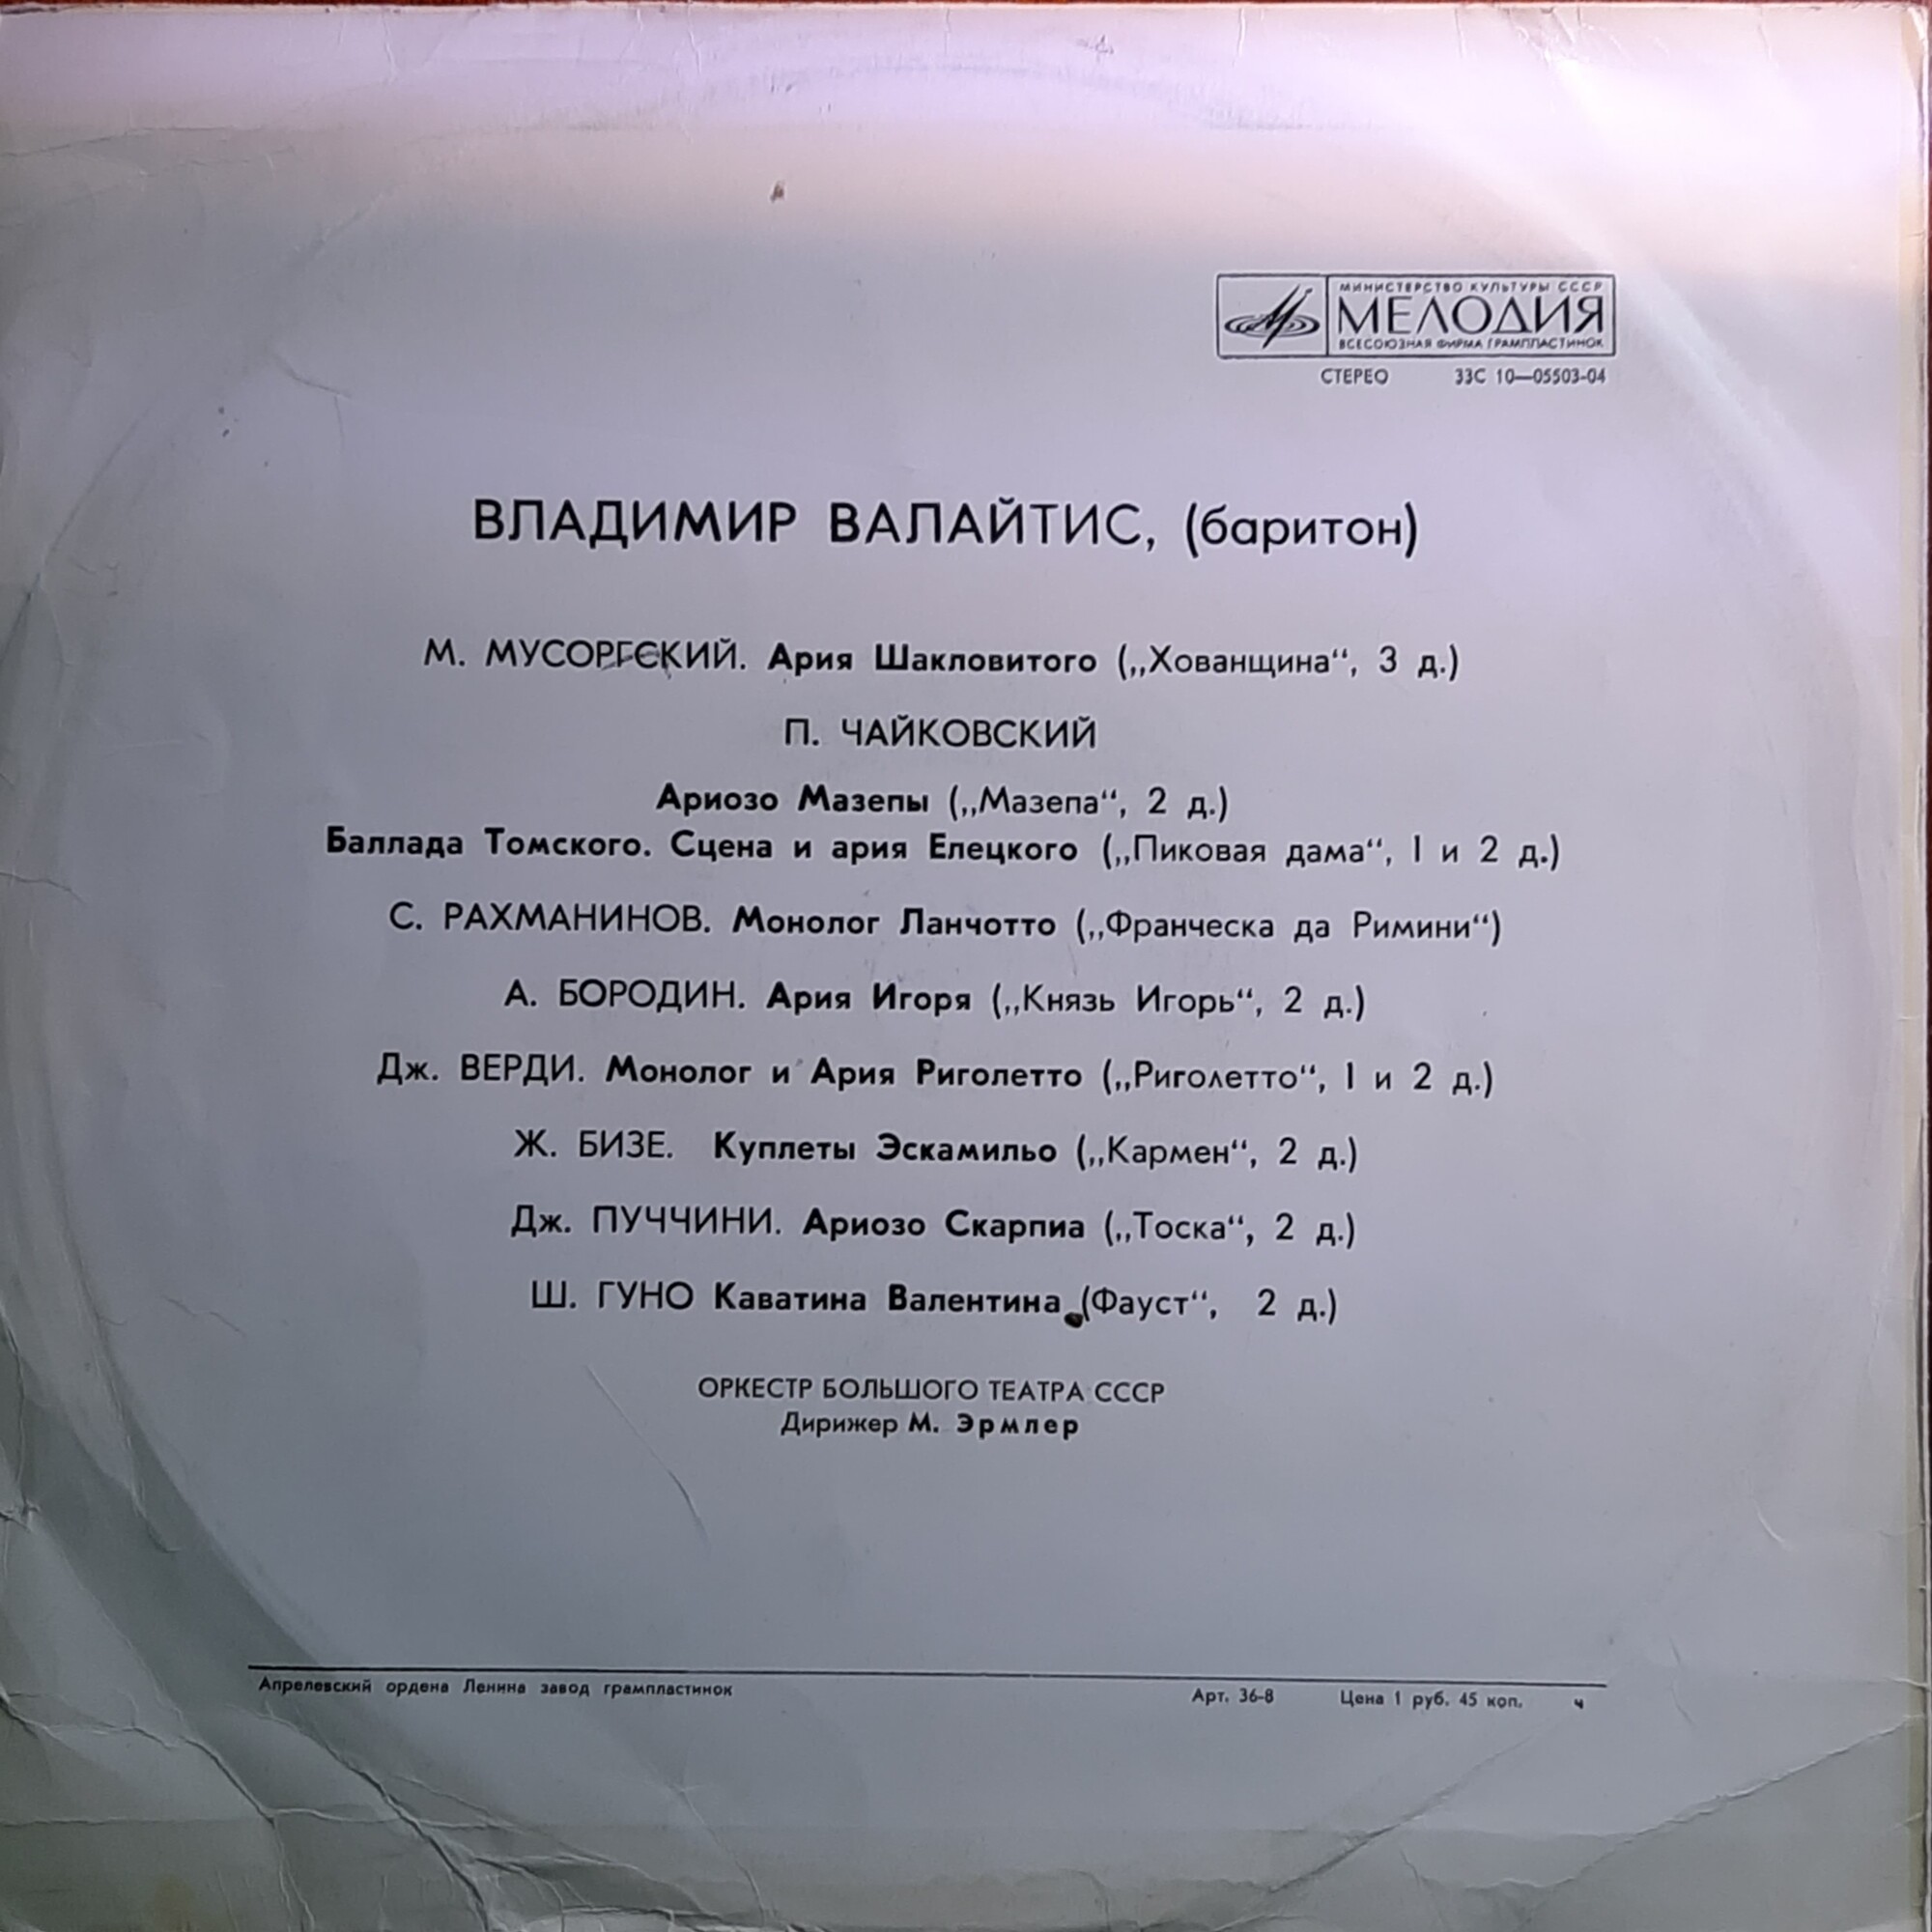 МИНИСТЕРСТВО КУЛЬТУРЫ СССР
МЕЛОДИЯ
ВСЕСОЮЗНАЯ ФИРМА ГРАМПЛАСТИНОК
СТЕРЕО 33С 10—05503-04
ВЛАДИМИР ВАЛАЙТИС, (баритон)
М. МУСОРГСКИЙ. Ария Шакловитого („Хованщина“, 3 д.)
П. ЧАЙКОВСКИЙ
Ариозо Мазепы („Мазепа“, 2 д.)
Баллада Томского. Сцена и ария Елецкого („Пиковая дама“, I и 2 д.)
С. РАХМАНИНОВ. Монолог Ланчотто („Франческа да Римини“)
А. БОРОДИН. Ария Игоря („Князь Игорь“, 2 д.)
Дж. ВЕРДИ. Монолог и Ария Риголетто („Риголетто“, I и 2 д.)
Ж. БИЗЕ. Куплеты Эскамильо („Кармен“, 2 д.)
Дж. ПУЧЧИНИ. Ариозо Скарпиа („Тоска“, 2 д.)
Ш. ГУНО Каватина Валентина (Фауст“, 2 д.)
ОРКЕСТР БОЛЬШОГО ТЕАТРА СССР
Дирижер М. Эрмлер
Апрелевский ордена Ленина завод грампластинок Арт. 36-8 Цена 1 руб. 45 коп. ч